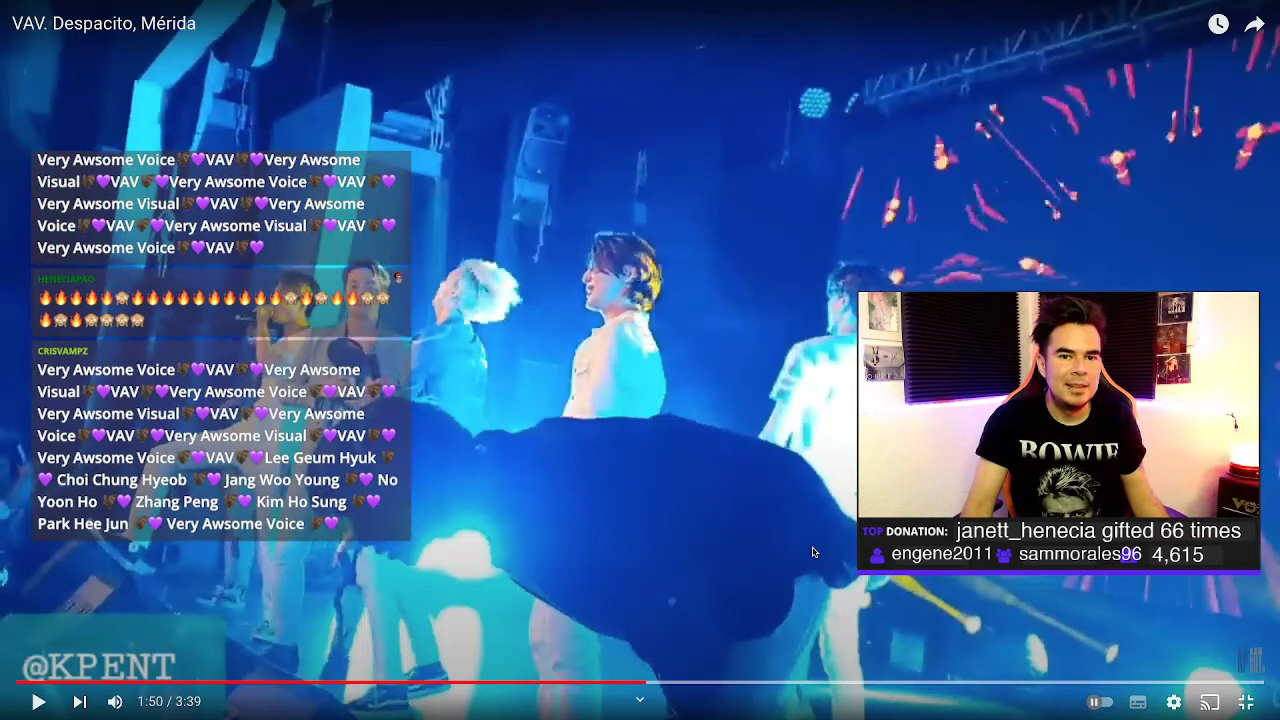 VAV. Despacito, Mérida
Very Awsome Voice🖤💜VAV🖤💜Very Awsome
Visual💜VAV💜Very Awsome Voice💜VAV💜
Very Awsome Visual💜VAV💜Very Awsome
Voice💜VAV💜Very Awsome Visual💜VAV💜
Very Awsome Voice💜VAV💜
HENECIAPAO
CRISVAMPZ
Very Awsome Voice💜VAV💜Very Awsome
Visual💜VAV💜Very Awsome Voice💜VAV💜
Very Awsome Visual💜VAV💜Very Awsome
Voice💜VAV💜Very Awsome Visual💜VAV💜
Very Awsome Voice💜VAV💜Lee Geum Hyuk
💜 Choi Chung Hyeob 💜 Jang Woo Young 💜 No
Yoon Ho 💜 Zhang Peng 💜 Kim Ho Sung 💜
Park Hee Jun 💜 Very Awsome Voice 💜
BOWIE
TOP DONATION: janett_henecia gifted 66 times
engene2011 sammorales96 4,615
@KPENT
1:50 / 3:39